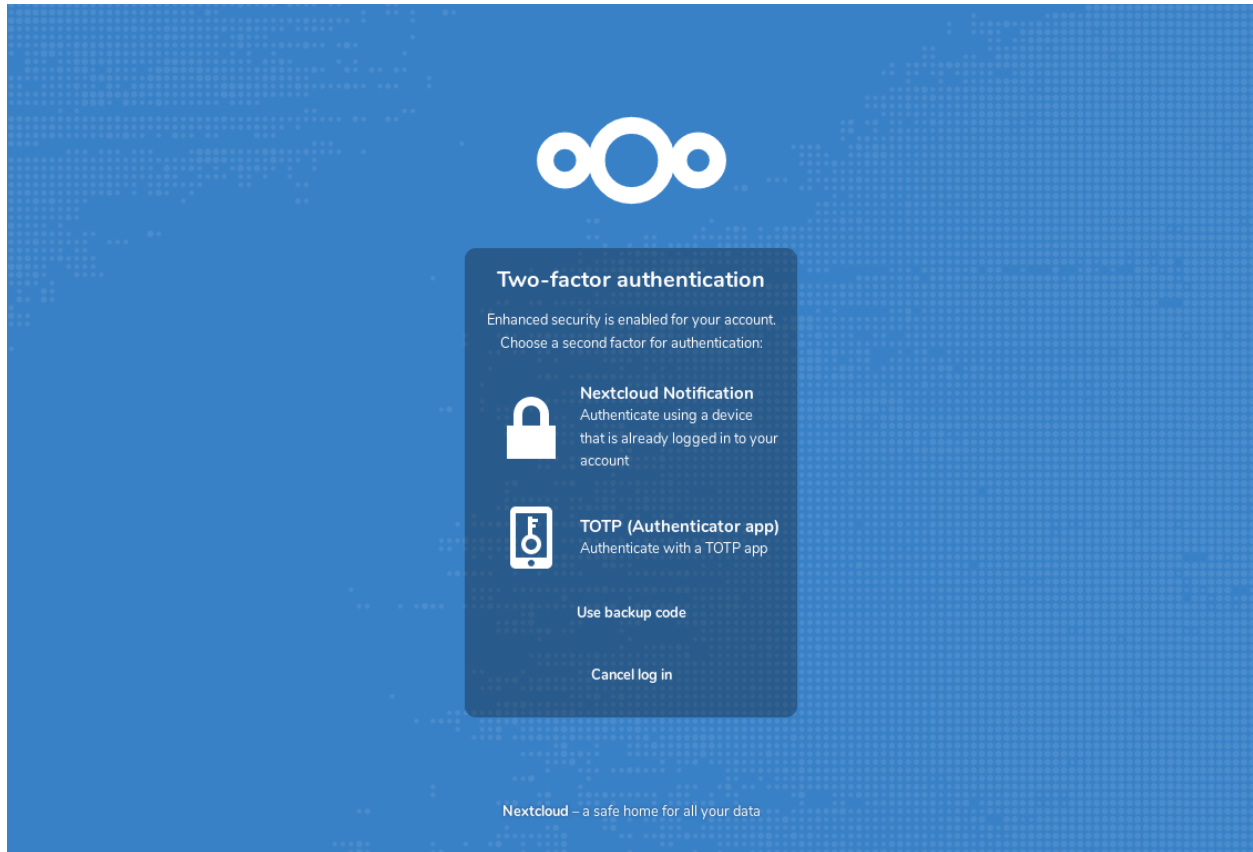 Two-factor authentication
Enhanced security is enabled for your account.
Choose a second factor for authentication:
Nextcloud Notification
Authenticate using a device
that is already logged in to your
account
TOTP (Authenticator app)
Authenticate with a TOTP app
Use backup code
Cancel log in
Nextcloud – a safe home for all your data